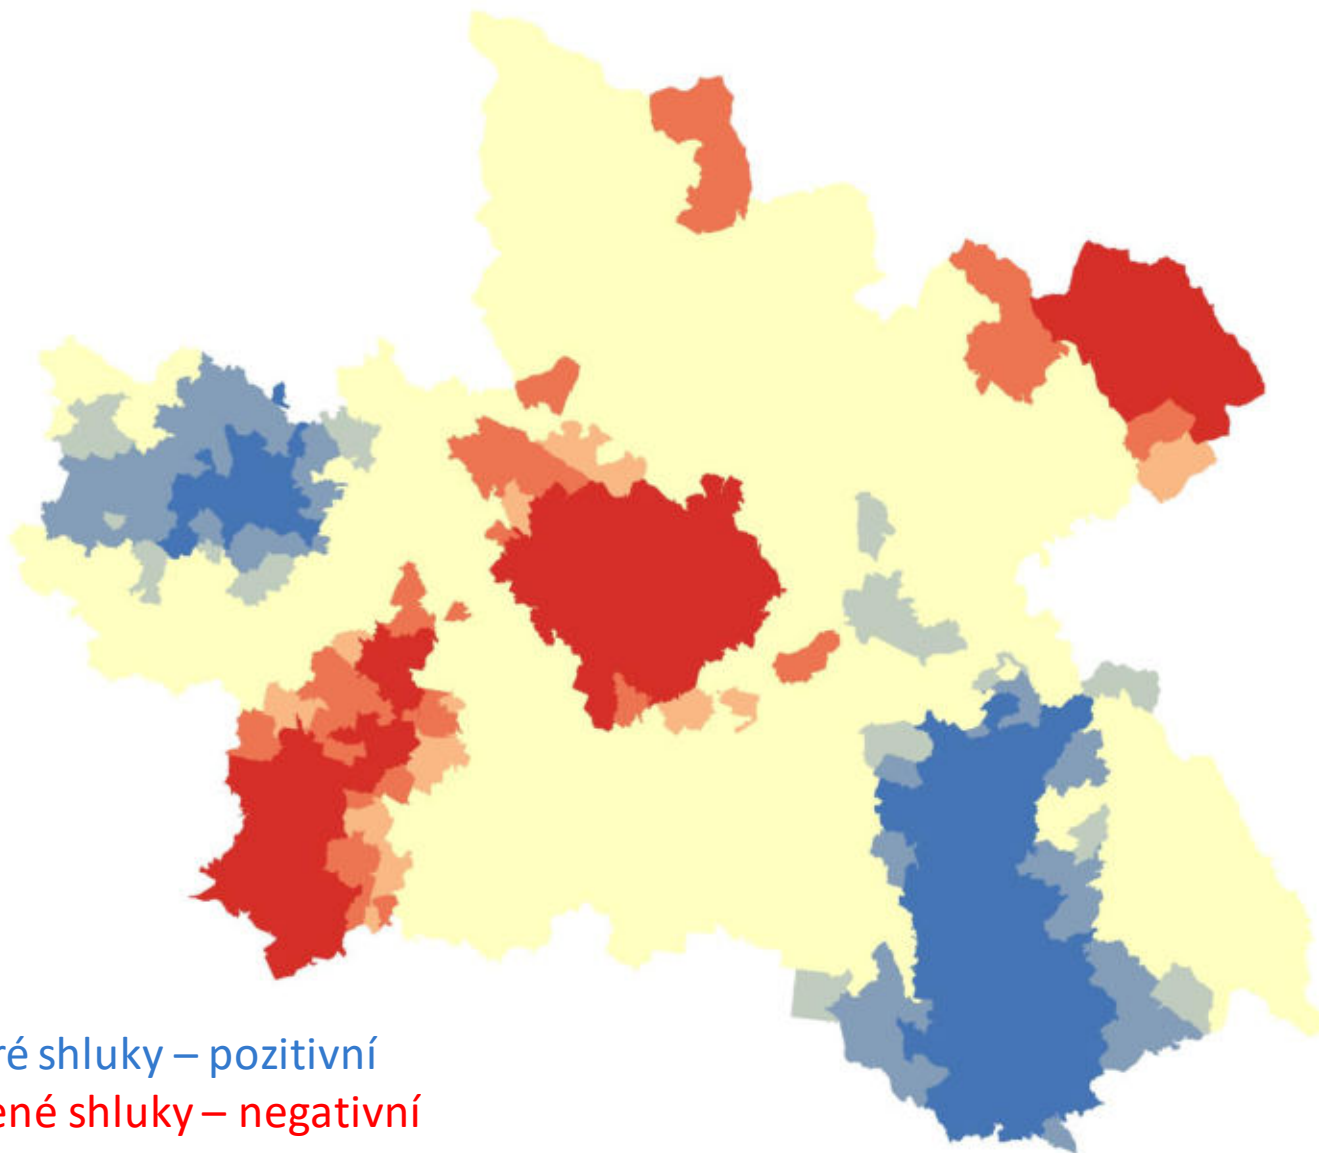 ré shluky – pozitivní
ené shluky – negativní